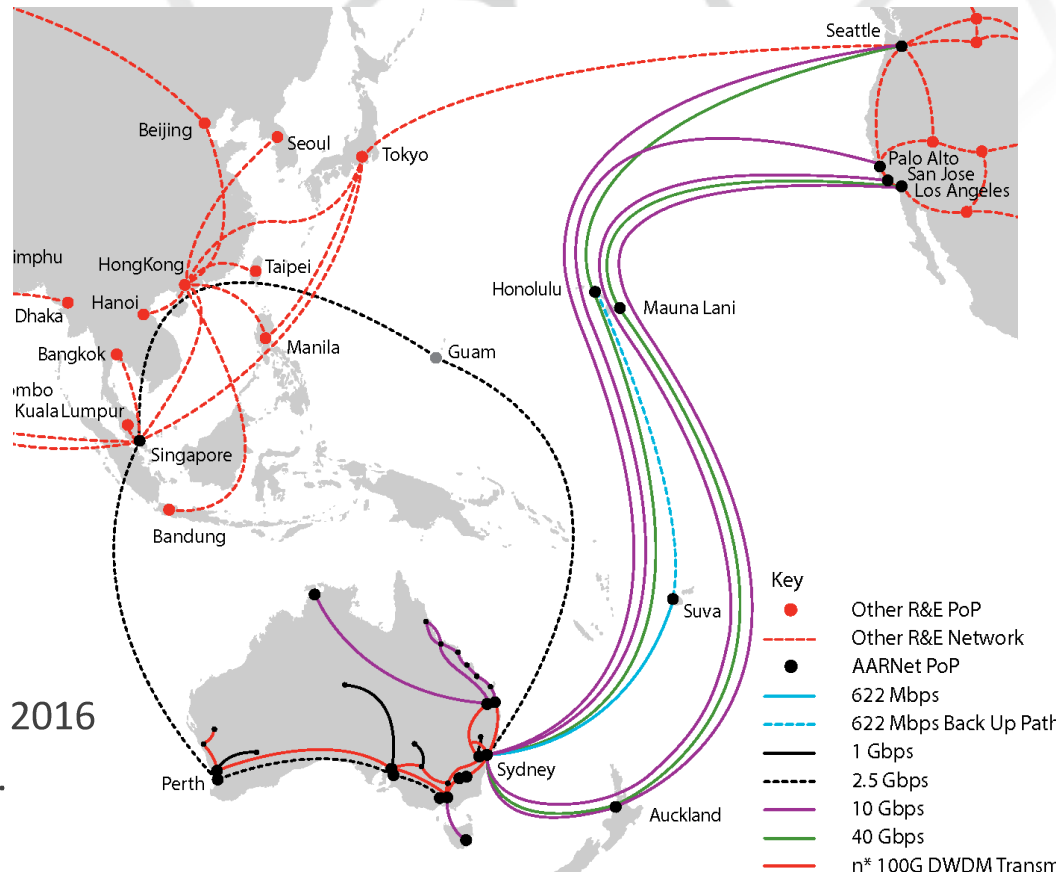 Seattle
Beijing
Seoul
Tokyo
Palo Alto
San Jose
Los Angeles
imphu
HongKong
Taipei
Honolulu
Hanoi
Mauna Lani
Dhaka
Manila
Guam
Bangkok
ombo
KualaLumpur
Singapore
Bandung
Suva
2016
Perth
Sydney
Auckland
.
Key
Other R&E PoP
Other R&E Network
AARNet PoP
622 Mbps
622 Mbps Back Up Path
1 Gbps
2.5 Gbps
10 Gbps
40 Gbps
n* 100G DWDM Transm